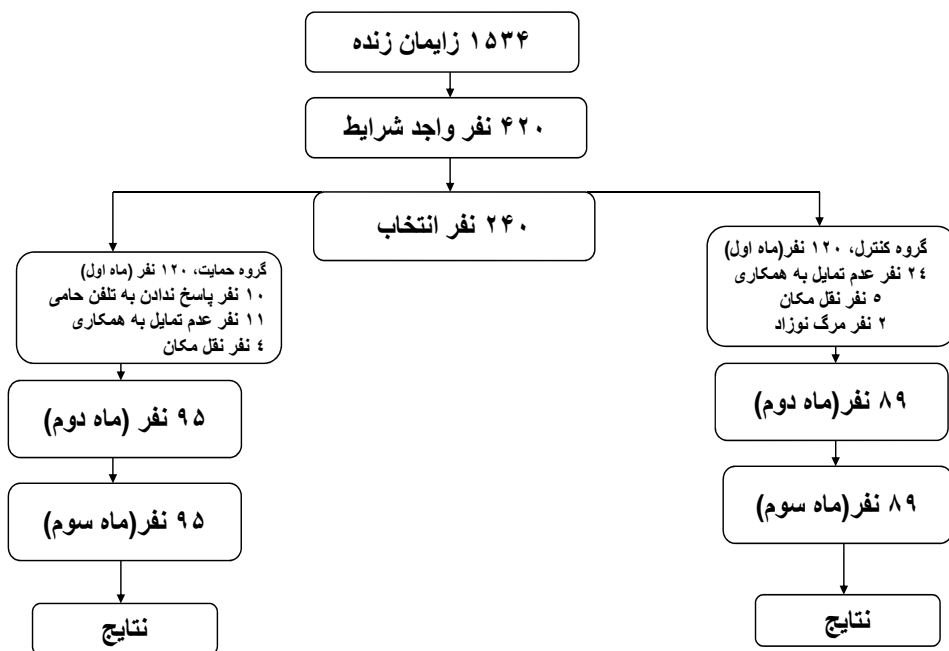 ۱۵۳۴ زایمان زنده
۴۲۰ نفر واجد شرایط
۲۴۰ نفر انتخاب
گروه کنترل، ۱۲۰ نفر(ماه اول)
۲۴ نفر عدم تمایل به همکاری
۵ نفر نقل مکان
۲ نفر مرگ نوزاد
۸۹ نفر(ماه دوم)
۸۹ نفر(ماه سوم)
نتایج
گروه حمایت، ۱۲۰ نفر (ماه اول)
۱۰ نفر پاسخ ندادن به تلفن حامی
۱۱ نفر عدم تمایل به همکاری
٤ نفر نقل مکان
۹۵ نفر (ماه دوم)
۹۵ نفر(ماه سوم)
نتایج